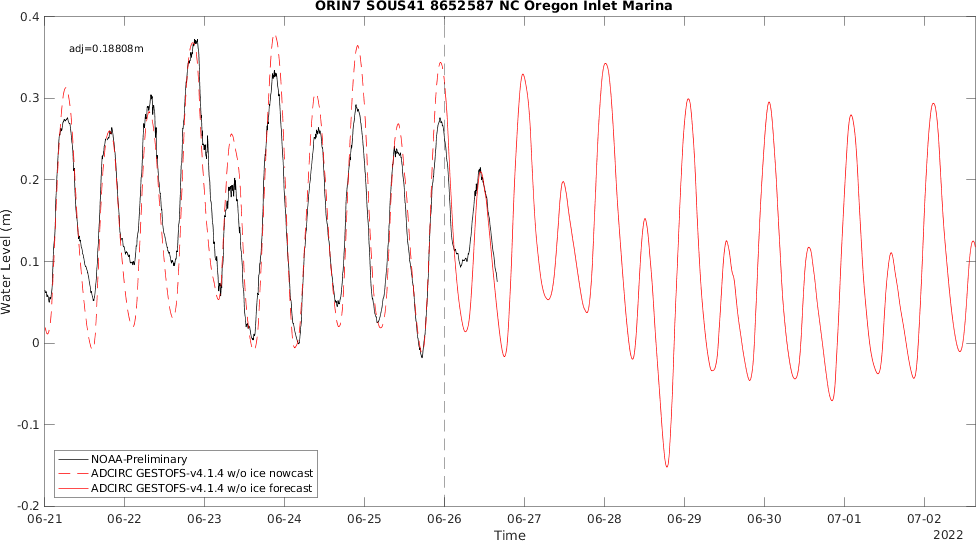 ORIN7 SOUS41 8652587 NC Oregon Inlet Marina
0.4
adj=0.18808m
0.3
0.2
0.1
0
-0.1
-0.2
Water Level (m)
NOAA-Preliminary
ADCIRC GESTOFS-v4.1.4 w/o ice nowcast
ADCIRC GESTOFS-v4.1.4 w/o ice forecast
06-21 06-22 06-23 06-24 06-25 06-26 06-27 06-28 06-29 06-30 07-01 07-02
Time
2022